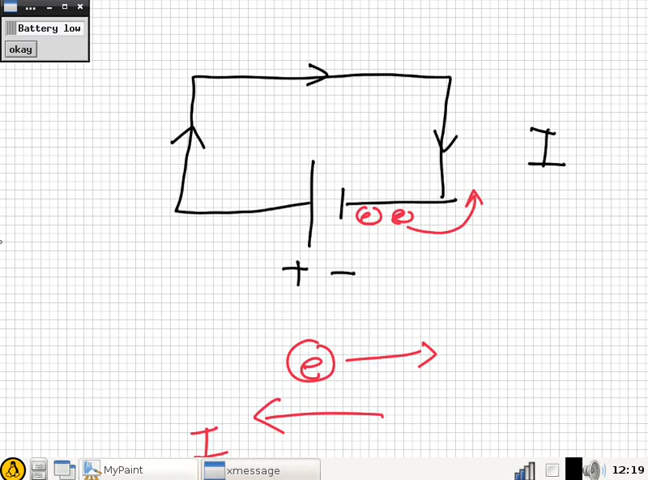 ...
Battery low
okay
I
e e
+ -
e
I
MyPaint
xmessage
12:19